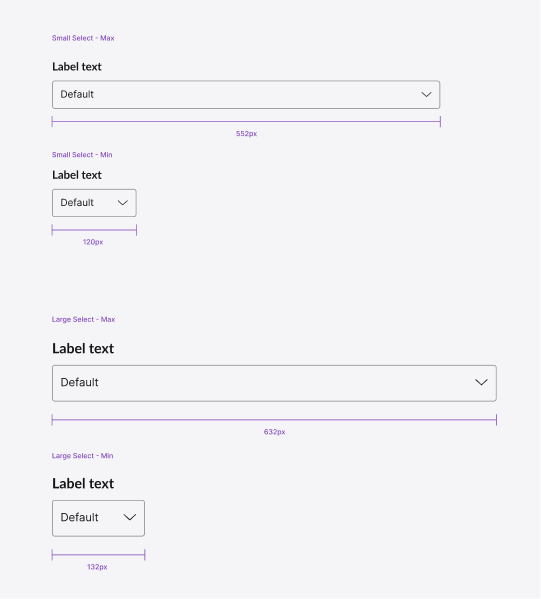 Small Select - Max
Label text
Default
552px
Small Select - Min
Label text
Default
120px
Large Select - Max
Label text
Default
632px
Large Select - Min
Label text
Default
132px